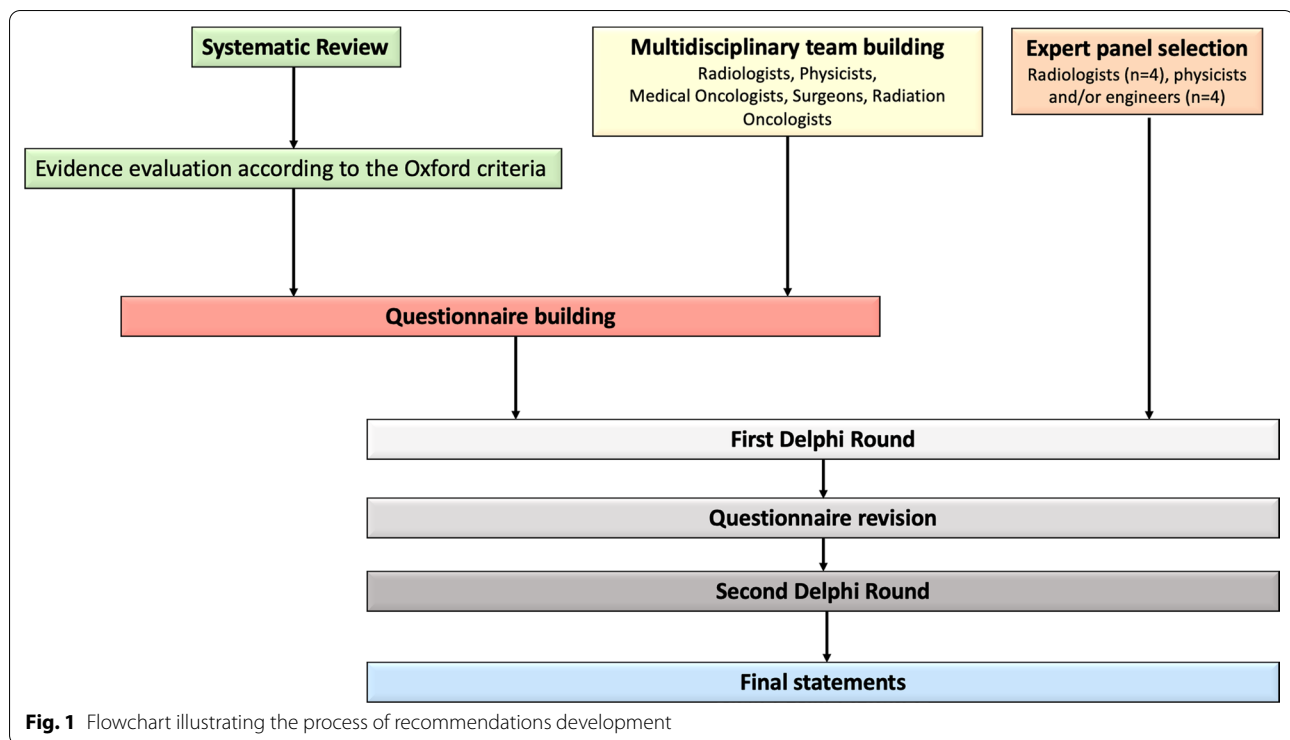 Systematic Review
Multidisciplinary team building
Radiologists, Physicists,
Medical Oncologists, Surgeons, Radiation
Oncologists
Expert panel selection
Radiologists (n=4), physicists
and/or engineers (n=4)
Evidence evaluation according to the Oxford criteria
Questionnaire building
First Delphi Round
Questionnaire revision
Second Delphi Round
Final statements
Fig. 1 Flowchart illustrating the process of recommendations development